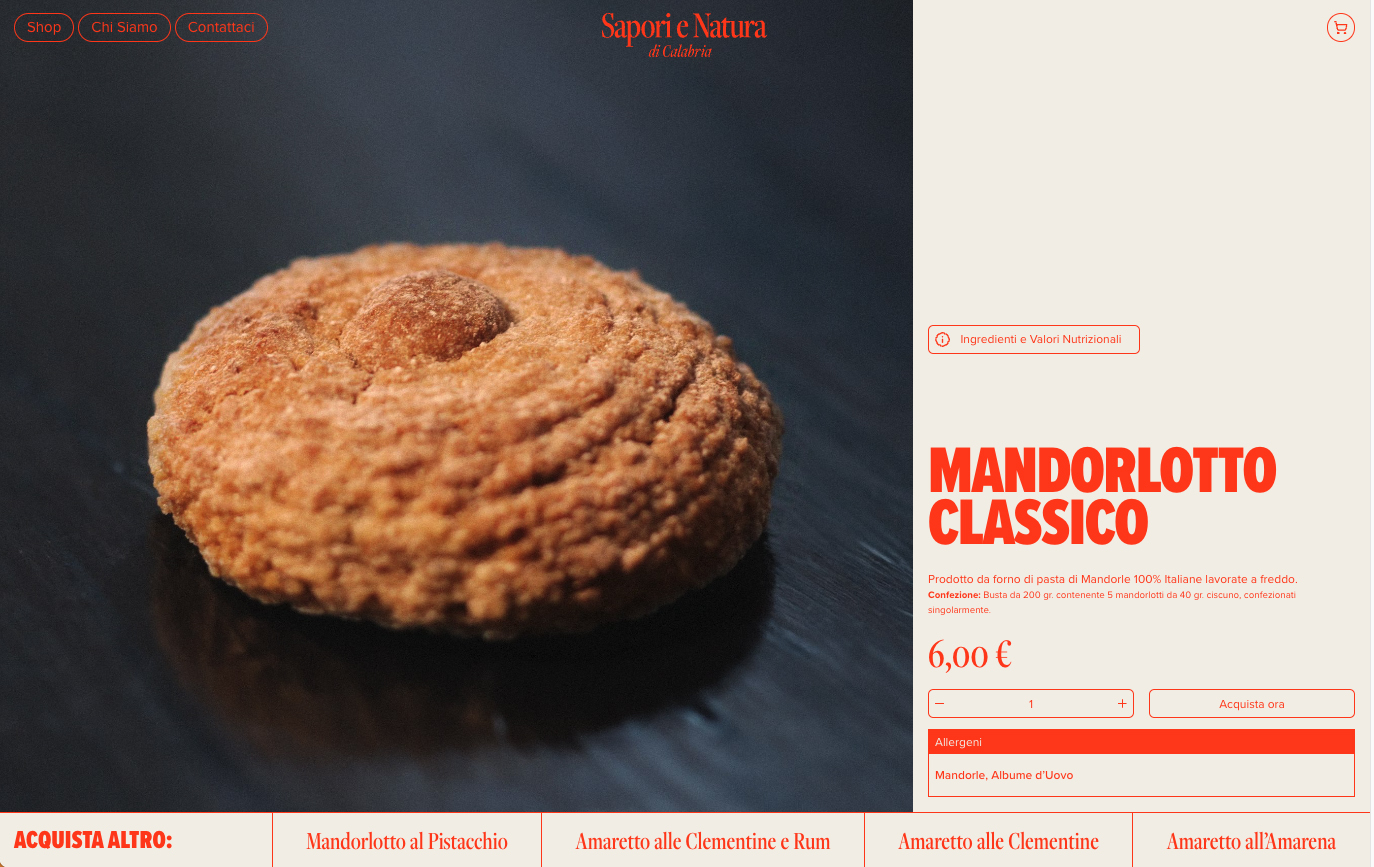 Shop Chi Siamo Contattaci
Sapori e Natura
di Calabria
Ingredienti e Valori Nutrizionali
MANDORLOTTO
CLASSICO
Prodotto da forno di pasta di Mandorle 100% Italiane lavorate a freddo.
Confezione: Busta da 200 gr. contenente 5 mandorlotti da 40 gr. ciscuno, confezionati
singolarmente.
6,00 €
− 1 + Acquista ora
Allergeni
Mandorle, Albume d'Uovo
ACQUISTA ALTRO: Mandorlotto al Pistacchio Amaretto alle Clementine e Rum Amaretto alle Clementine Amaretto all'Amarena